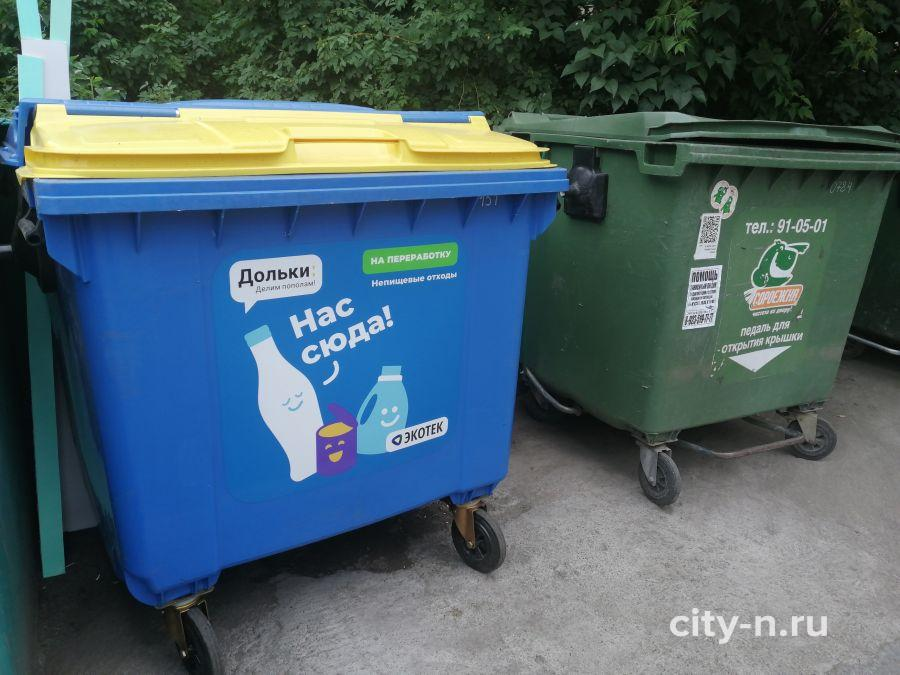 Дольки:
Делим пополам!
НА ПЕРЕРАБОТКУ
Непищевые отходы
Нас
сюда!
ЭКОТЕК
тел.: 91-05-01
СОРОЕЖКА
чистота во дворе!
педаль для
открытия крышки
ПОМОЩЬ
city-n.ru